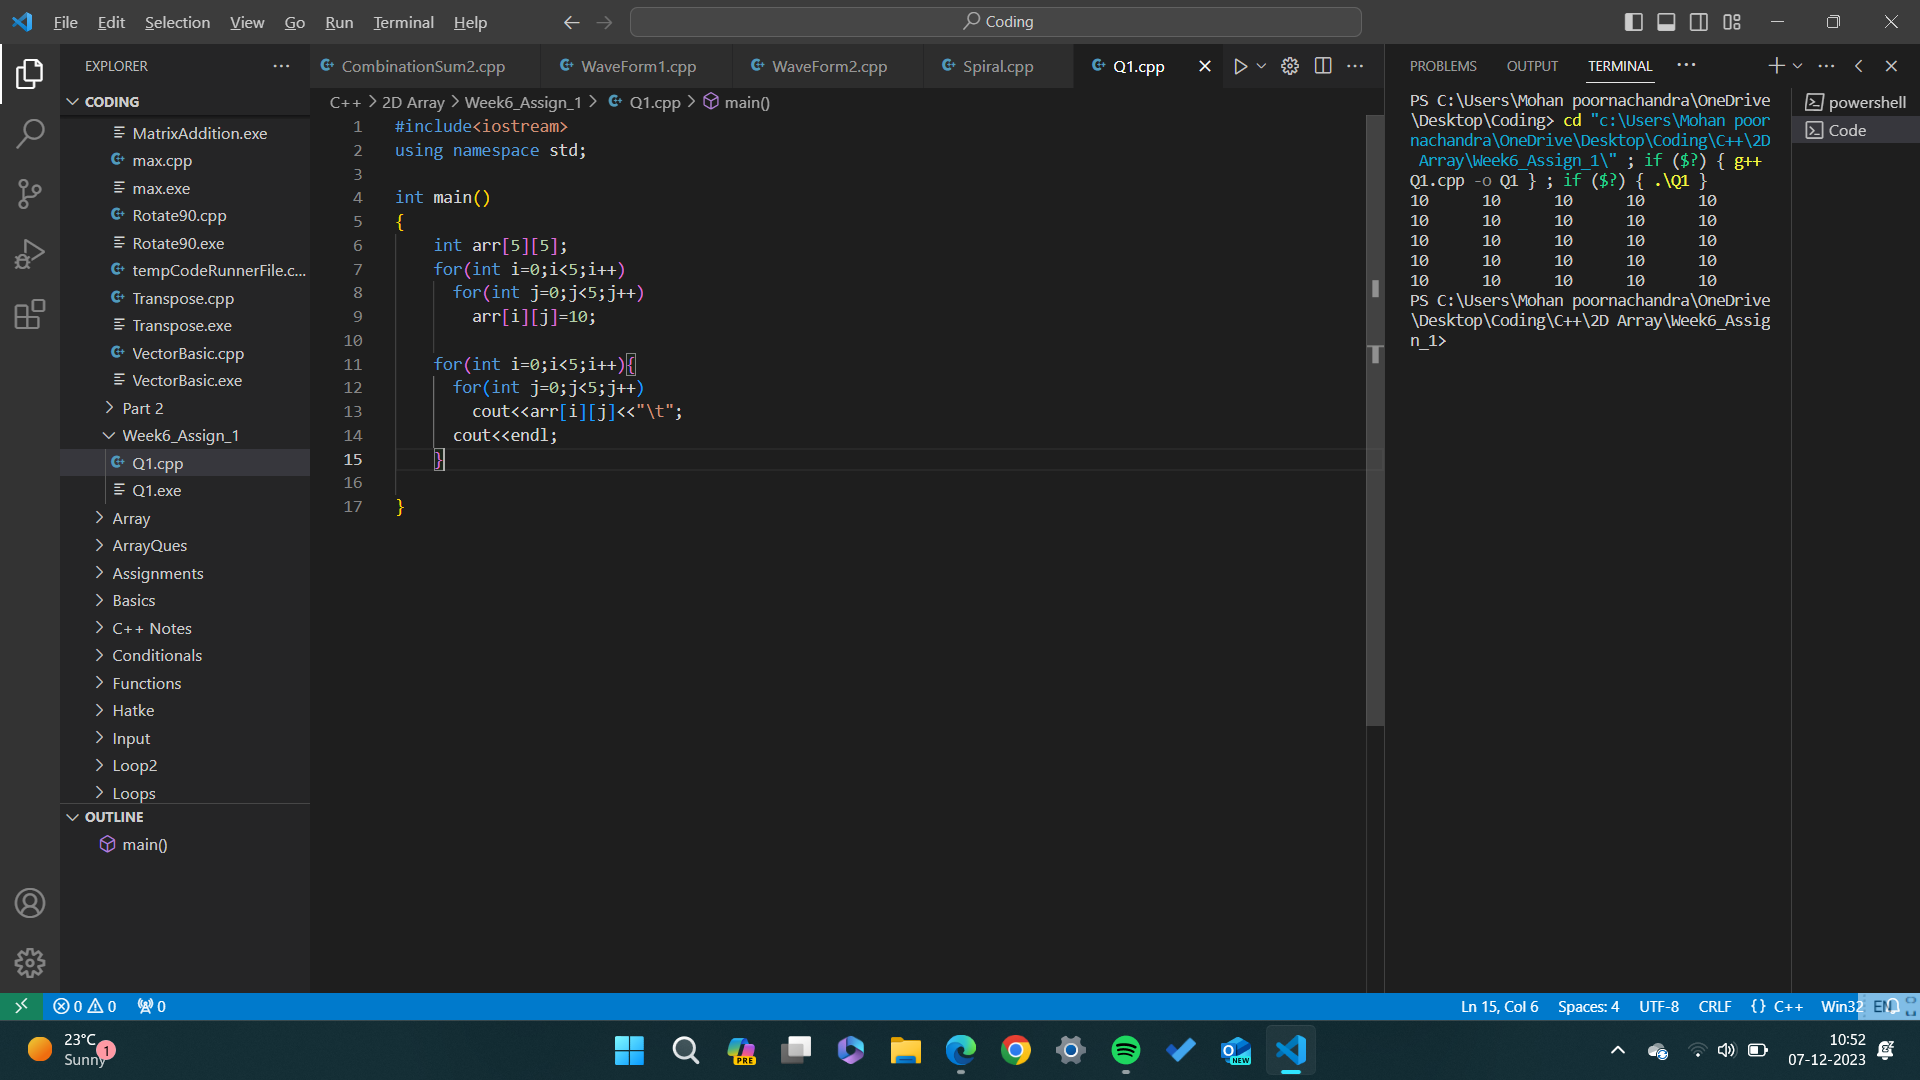 File Edit Selection View Go Run Terminal Help
Coding
EXPLORER
CODING
MatrixAddition.exe
max.cpp
max.exe
Rotate90.cpp
Rotate90.exe
tempCodeRunnerFile.c...
Transpose.cpp
Transpose.exe
VectorBasic.cpp
VectorBasic.exe
Part 2
Week6_Assign_1
Q1.cpp
Q1.exe
Array
ArrayQues
Assignments
Basics
C++ Notes
Conditionals
Functions
Hatke
Input
Loop2
Loops
OUTLINE
main()
CombinationSum2.cpp WaveForm1.cpp WaveForm2.cpp Spiral.cpp Q1.cpp
C++ > 2D Array > Week6_Assign_1 > Q1.cpp > main()
1 #include<iostream>
2 using namespace std;
3
4 int main()
5 {
6 int arr[5][5];
7 for(int i=0;i<5;i++)
8 for(int j=0;j<5;j++)
9 arr[i][j]=10;
10
11 for(int i=0;i<5;i++){
12 for(int j=0;j<5;j++)
13 cout<<arr[i][j]<<"\t";
14 cout<<endl;
15 }
16
17 }
PROBLEMS OUTPUT TERMINAL
PS C:\Users\Mohan poornachandra\OneDrive
\Desktop\Coding> cd "c:\Users\Mohan poor
nachandra\OneDrive\Desktop\Coding\C++\2D
Array\Week6_Assign_1\" ; if ($?) { g++
Q1.cpp -o Q1 } ; if ($?) { .\Q1 }
10 10 10 10 10
10 10 10 10 10
10 10 10 10 10
10 10 10 10 10
10 10 10 10 10
PS C:\Users\Mohan poornachandra\OneDrive
\Desktop\Coding\C++\2D Array\Week6_Assig
n_1>
powershell
Code
0 0 0
Ln 15, Col 6 Spaces: 4 UTF-8 CRLF {} C++ Win32 EN
23°C
Sunny
1
PRE
NEW
10:52
07-12-2023